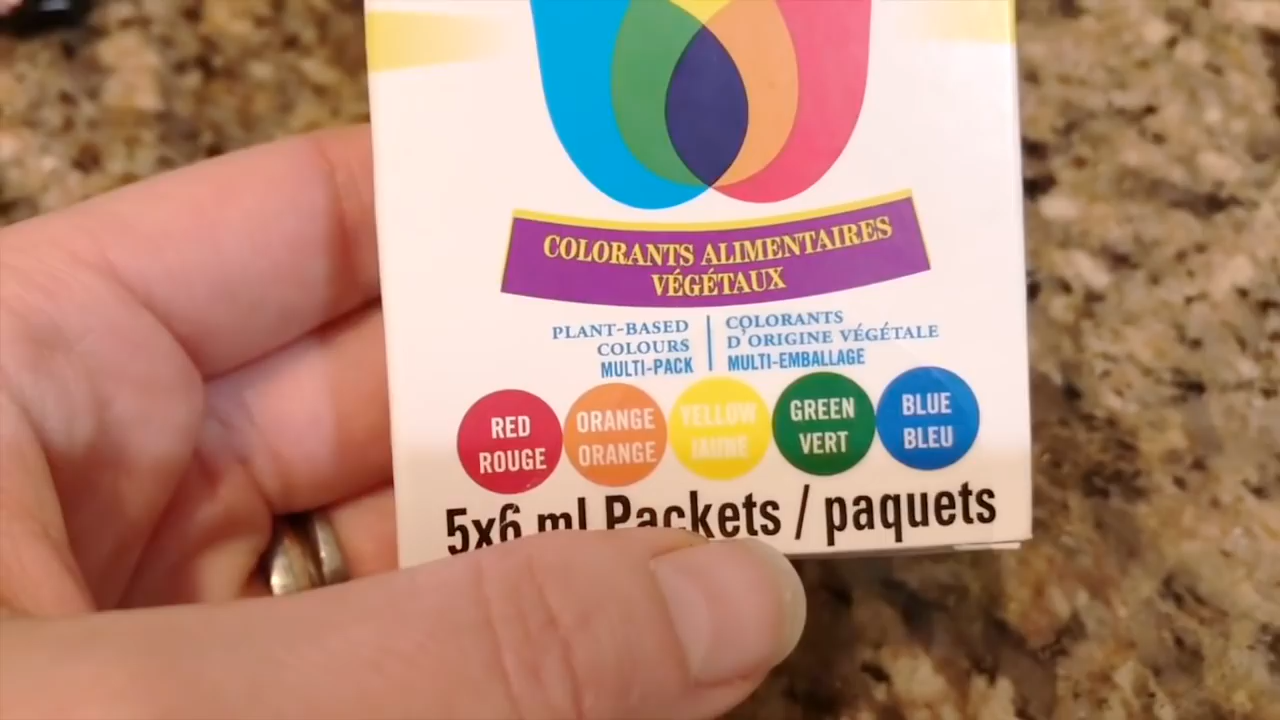 COLORANTS ALIMENTAIRES
VÉGÉTAUX
PLANT-BASED
COLOURS
MULTI-PACK
COLORANTS
D'ORIGINE VÉGÉTALE
MULTI-EMBALLAGE
RED
ROUGE
ORANGE
ORANGE
YELLOW
JAUNE
GREEN
VERT
BLUE
BLEU
5x6 ml Packets / paquets